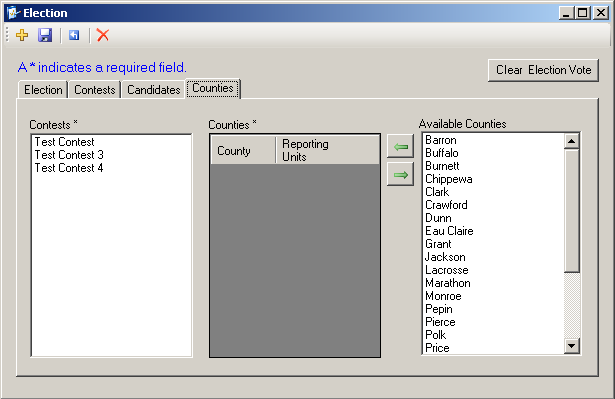 Election
A * indicates a required field.
Clear Election Vote
Election Contests Candidates Counties
Contests *
Test Contest
Test Contest 3
Test Contest 4
Counties *
County
Reporting
Units
Available Counties
Barron
Buffalo
Burnett
Chippewa
Clark
Crawford
Dunn
Eau Claire
Grant
Jackson
Lacrosse
Marathon
Monroe
Pepin
Pierce
Polk
Price